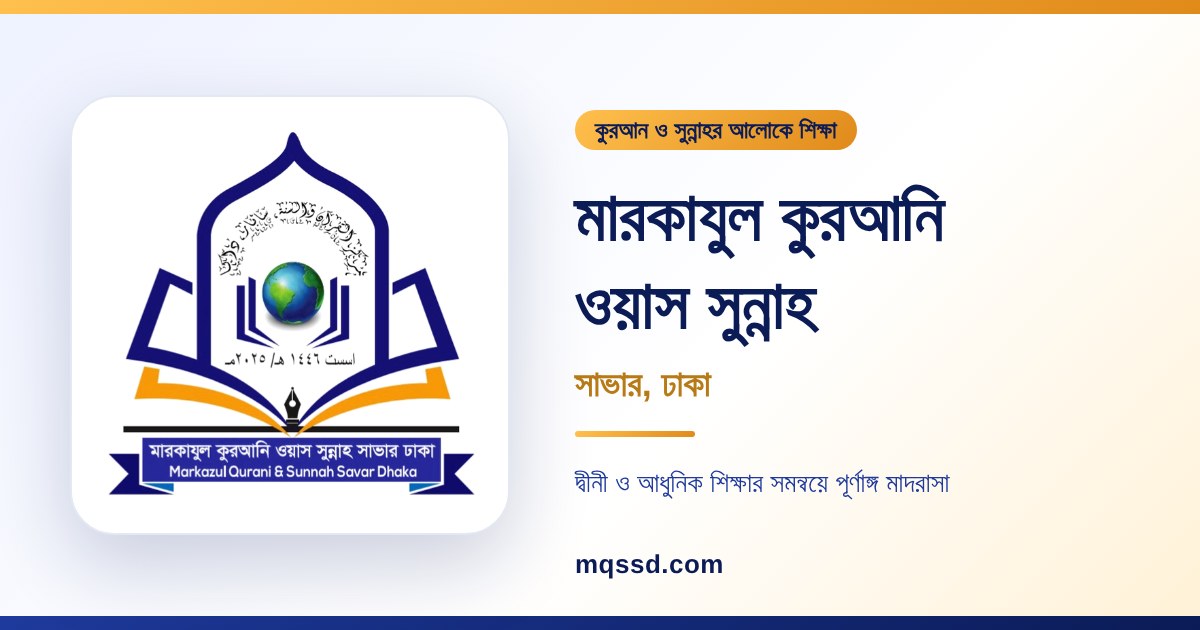 কুরআন ও সুন্নাহর আলোকে শিক্ষা
মারকাযুল কুরআনি
ওয়াস সুন্নাহ
সাভার, ঢাকা
দ্বীনী ও আধুনিক শিক্ষার সমন্বয়ে পূর্ণাঙ্গ মাদরাসা
mqssd.com
اسست ١٤٤٦ هـ/ ٢٠٢٥مـ
মারকাযুল কুরআনি ওয়াস সুন্নাহ সাভার ঢাকা
Markazul Qurani & Sunnah Savar Dhaka